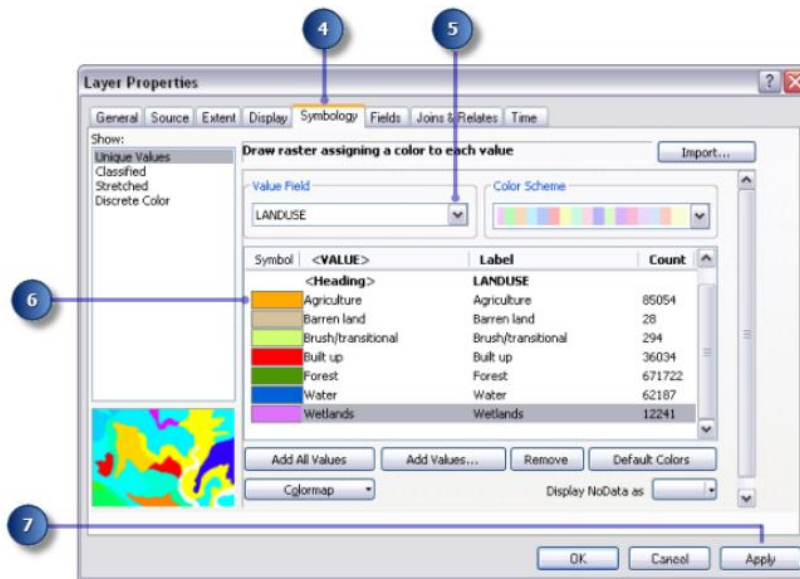 4 5
Layer Properties
General Source Extent Display Symbology Fields Joins & Relates Time
Show:
Unique Values
Classified
Stretched
Discrete Color
Draw raster assigning a color to each value
Import...
Value Field
LANDUSE
Color Scheme
Symbol <VALUE> Label Count
<Heading> LANDUSE
6
Agriculture Agriculture 85054
Barren land Barren land 28
Brush/transitional Brush/transitional 294
Built up Built up 36034
Forest Forest 671722
Water Water 62187
Wetlands Wetlands 12241
Add All Values Add Values... Remove Default Colors
Colormap Display NoData as
7
OK Cancel Apply